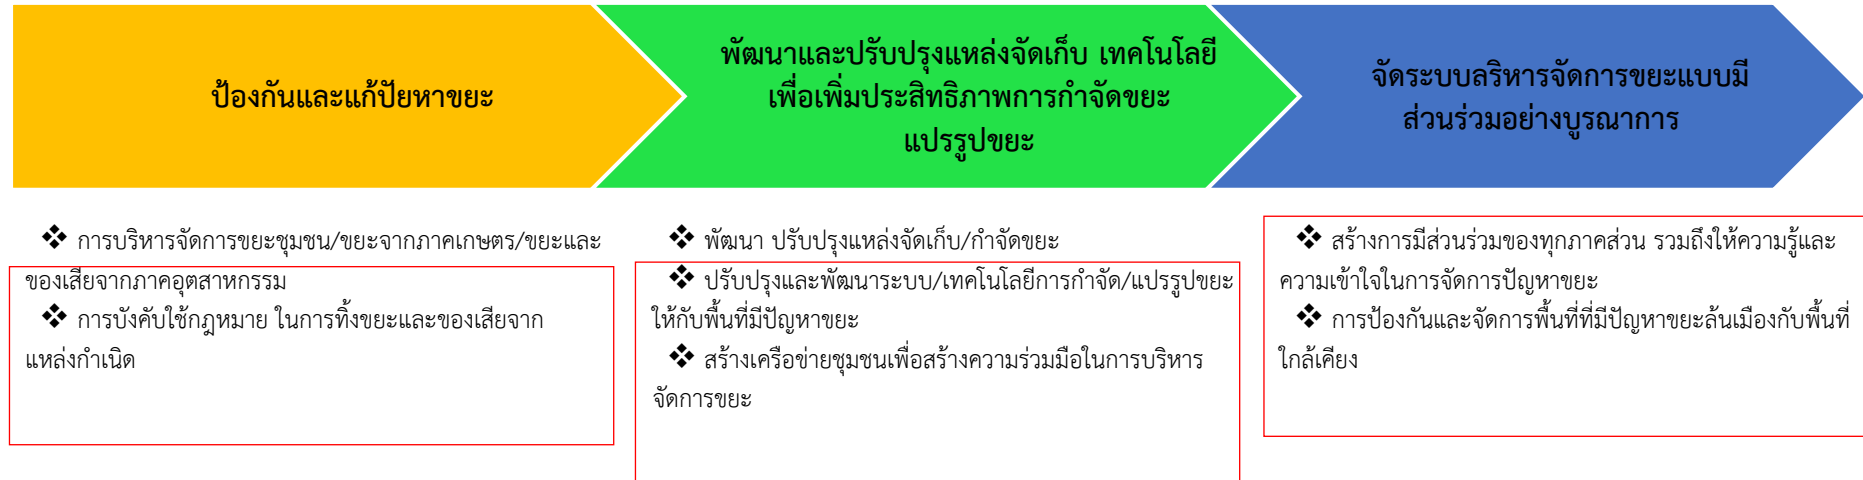 ป้องกันและแก้ปัยหาขยะ
พัฒนาและปรับปรุงแหล่งจัดเก็บ เทคโนโลยี
เพื่อเพิ่มประสิทธิภาพการกำจัดขยะ
แปรรูปขยะ
จัดระบบลริหารจัดการขยะแบบมี
ส่วนร่วมอย่างบูรณาการ
❖ การบริหารจัดการขยะชุมชน/ขยะจากภาคเกษตร/ขยะและ
ของเสียจากภาคอุตสาหกรรม
❖ การบังคับใช้กฎหมาย ในการทิ้งขยะและของเสียจาก
แหล่งกำเนิด
❖ พัฒนา ปรับปรุงแหล่งจัดเก็บ/กำจัดขยะ
❖ ปรับปรุงและพัฒนาระบบ/เทคโนโลยีการกำจัด/แปรรูปขยะ
ให้กับพื้นที่มีปัญหาขยะ
❖ สร้างเครือข่ายชุมชนเพื่อสร้างความร่วมมือในการบริหาร
จัดการขยะ
❖ สร้างการมีส่วนร่วมของทุกภาคส่วน รวมถึงให้ความรู้และ
ความเข้าใจในการจัดการปัญหาขยะ
❖ การป้องกันและจัดการพื้นที่ที่มีปัญหาขยะล้นเมืองกับพื้นที่
ใกล้เคียง